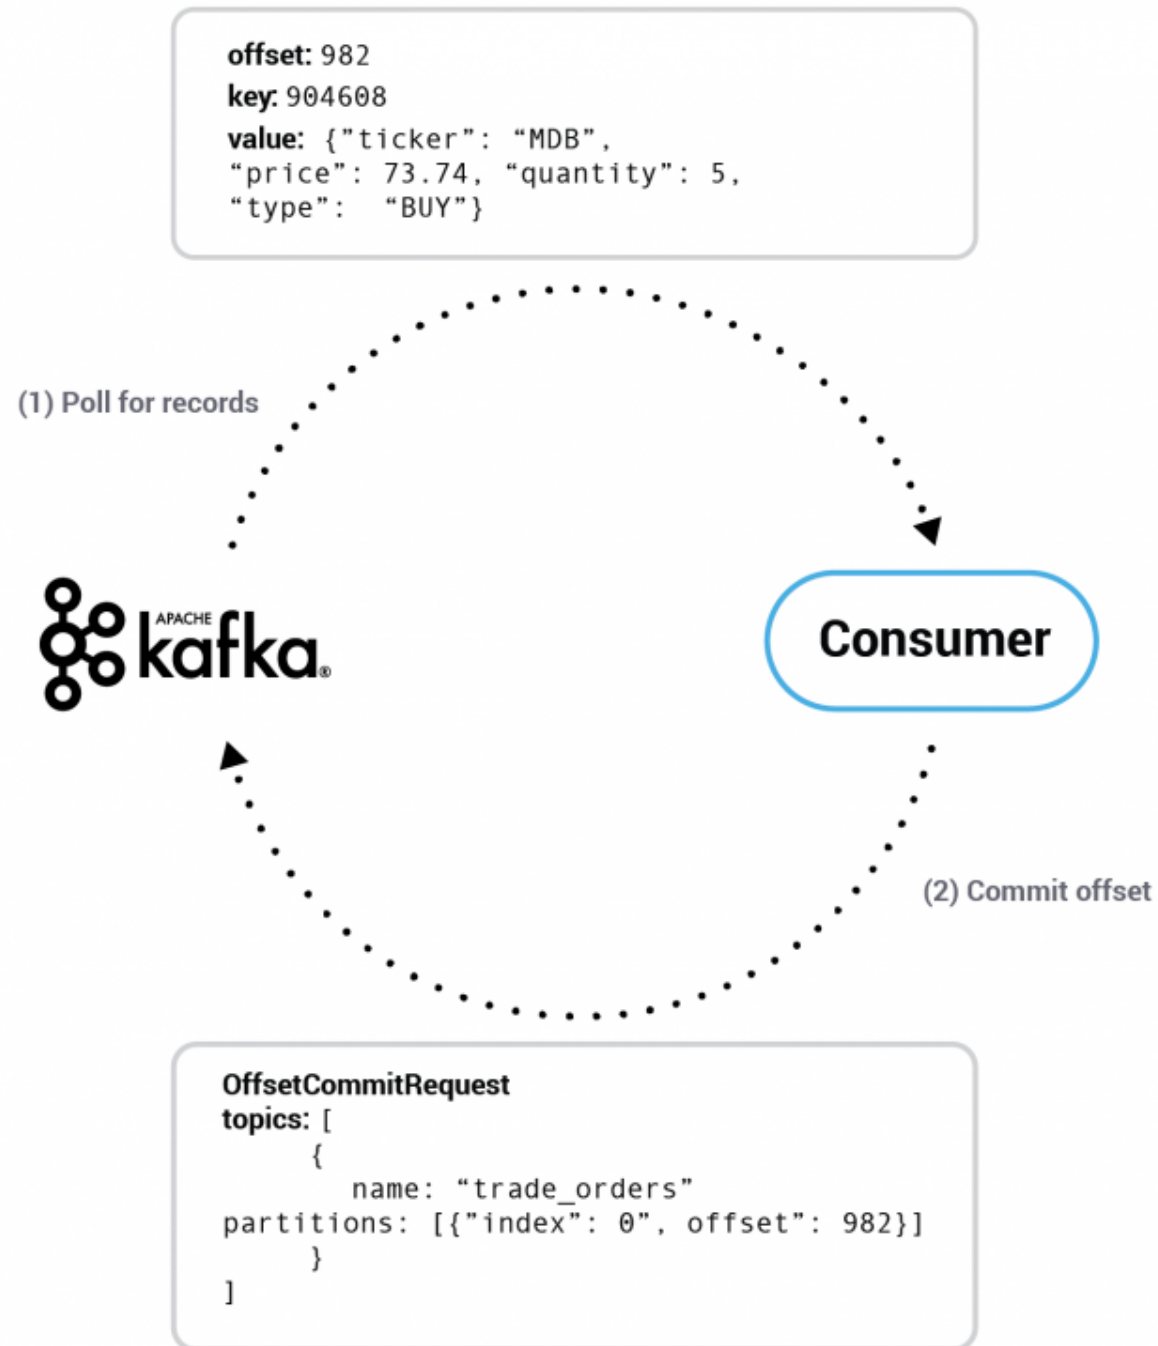 offset: 982
key: 904608
value: {”ticker”: “MDB”,
“price”: 73.74, “quantity”: 5,
“type”:  “BUY”}
(1) Poll for records
APACHE
kafka®
Consumer
(2) Commit offset
OffsetCommitRequest
topics: [
{
name: “trade_orders”
partitions: [{”index”: 0”, offset”: 982}]
}
]